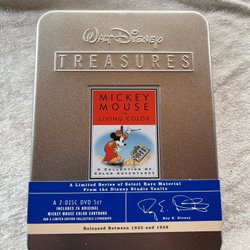 WALT DISNEY
TREASURES
MICKEY
MOUSE
IN
LIVING COLOR
A COLLECTION OF
COLOR ADVENTURES
A Limited Series of Select Rare Material
From the Disney Studio Vaults
A 2-DISC DVD SET
INCLUDES 26 ORIGINAL
MICKEY MOUSE COLOR CARTOONS
AND A LIMITED-EDITION COLLECTIBLE LITHOGRAPH
Roy E. Disney
Roy E. Disney
Released Between 1935 and 1938